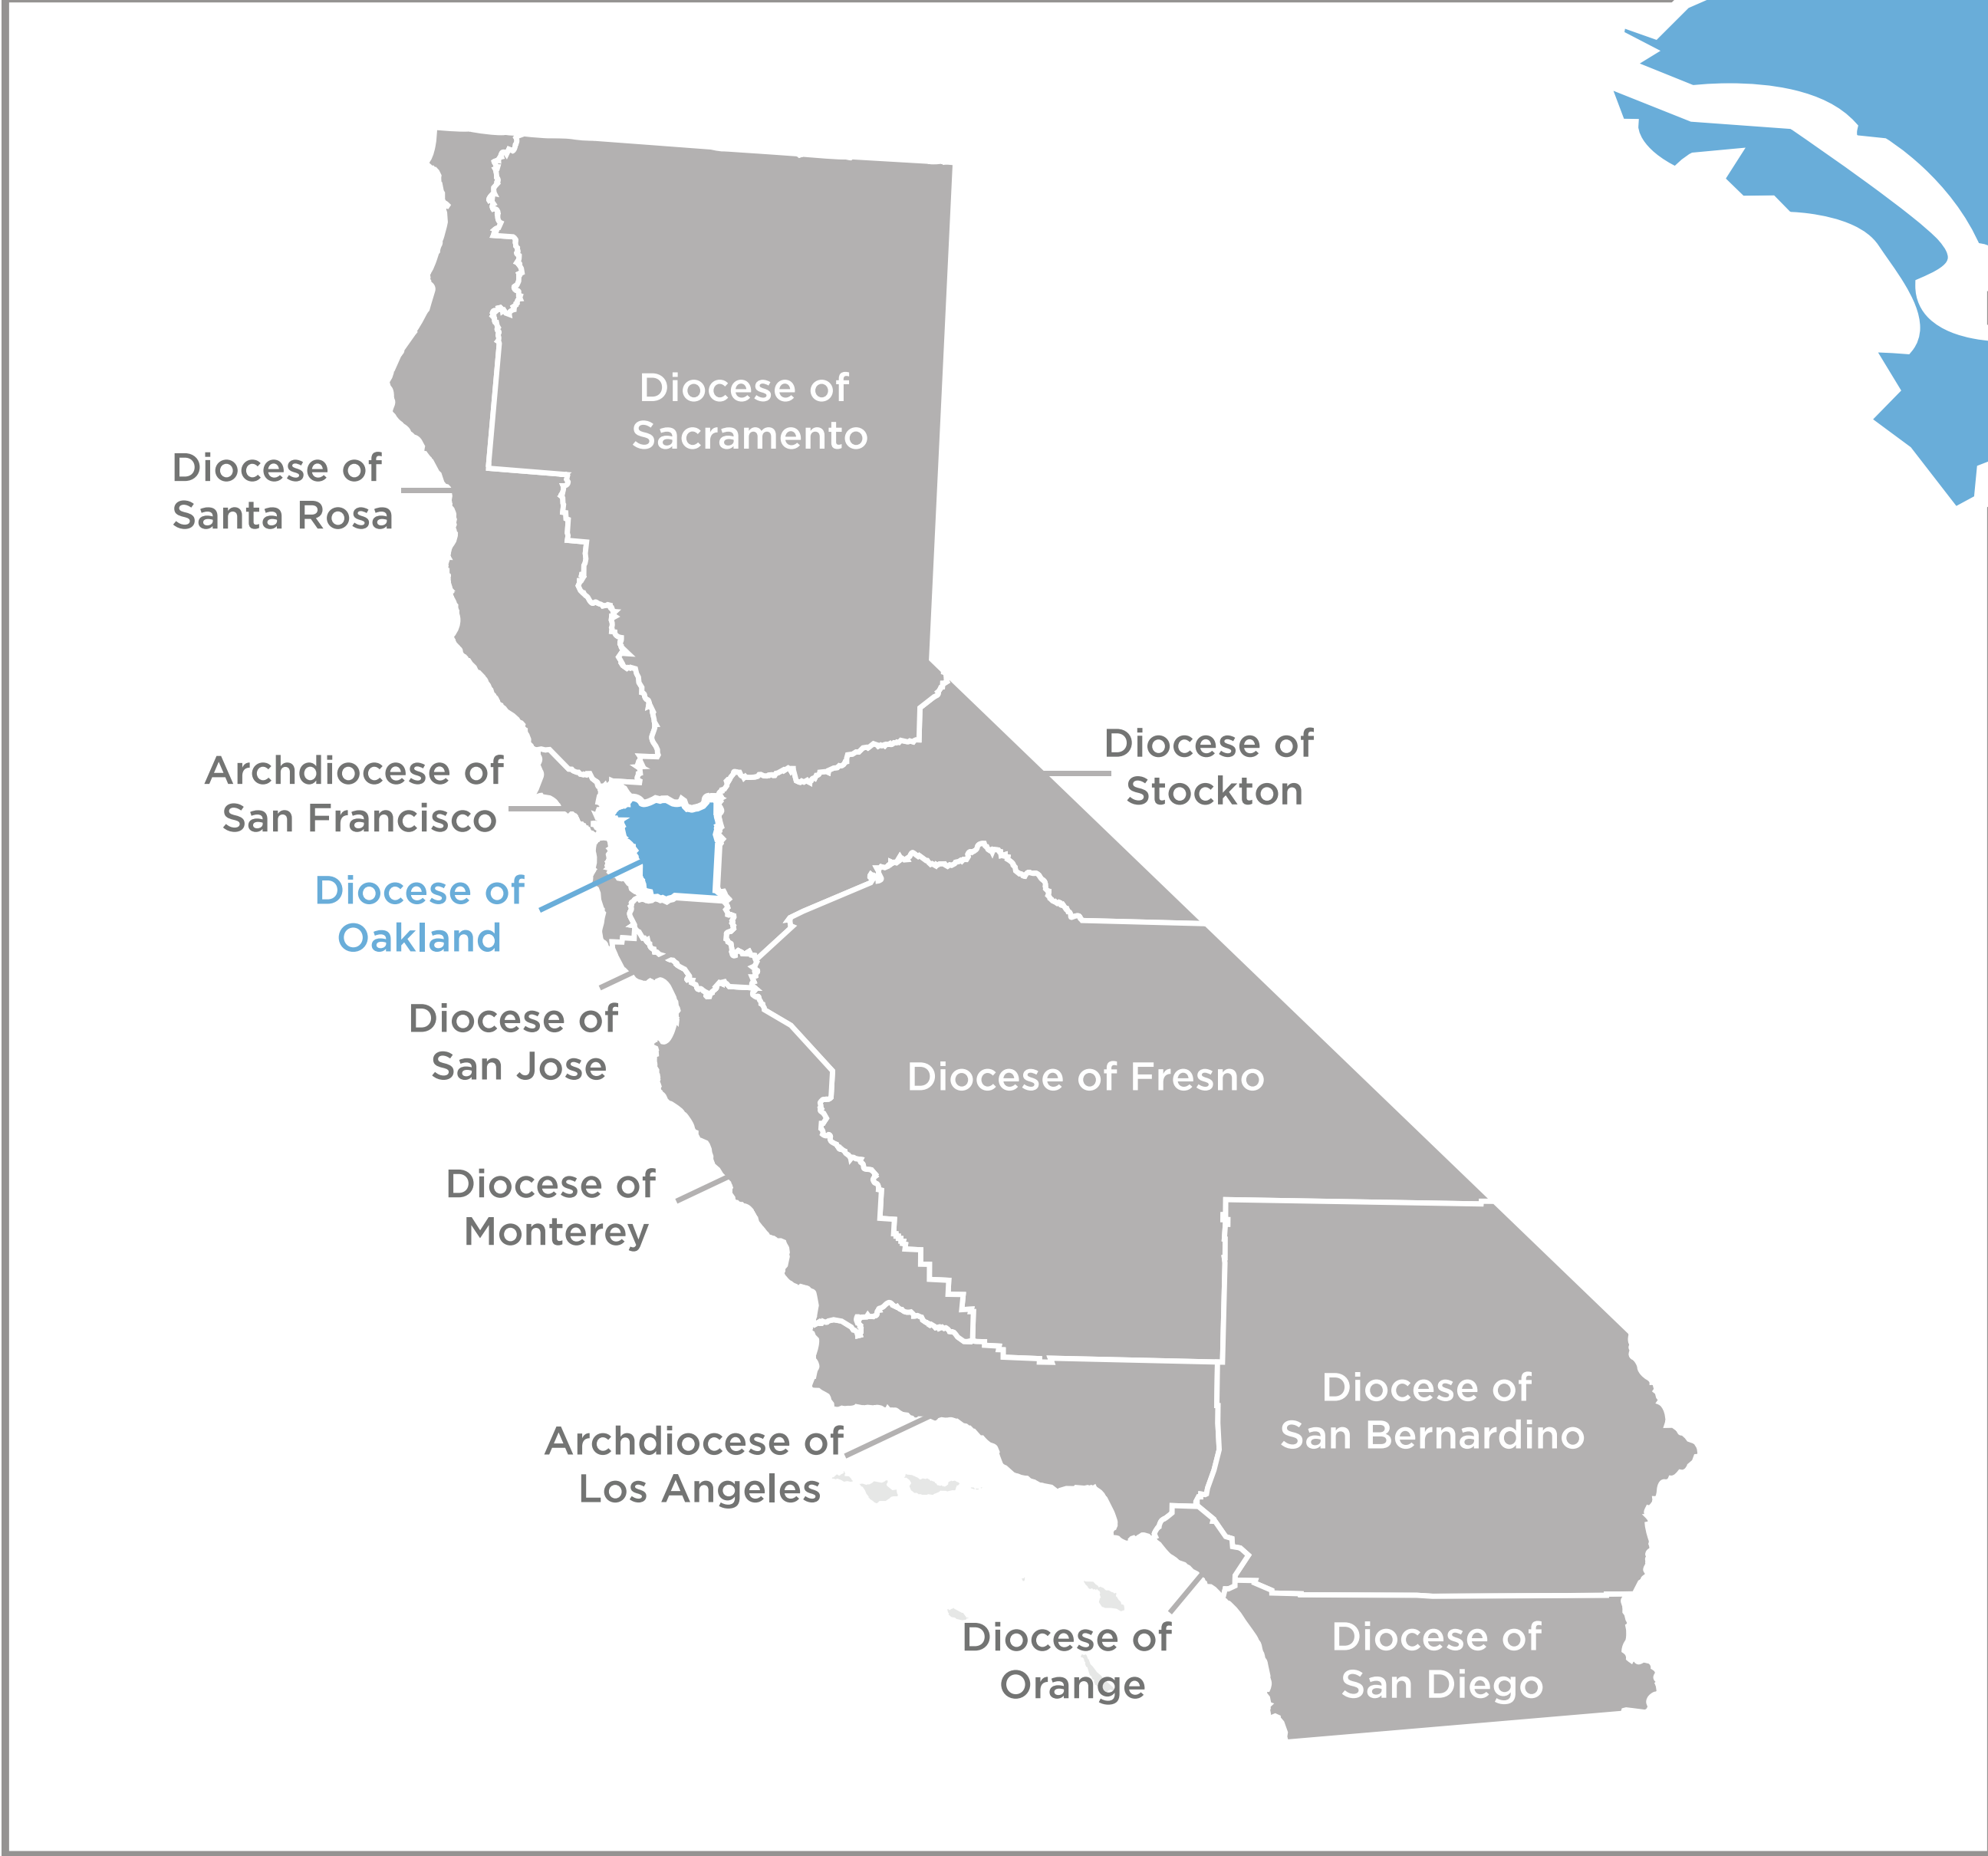 Diocese of
Sacramento
Diocese of
Santa Rosa
Archdiocese of
San Francisco
Diocese of
Stockton
Diocese of
Oakland
Diocese of
San Jose
Diocese of Fresno
Diocese of
Monterey
Diocese of
San Bernardino
Archdiocese of
Los Angeles
Diocese of
Orange
Diocese of
San Diego